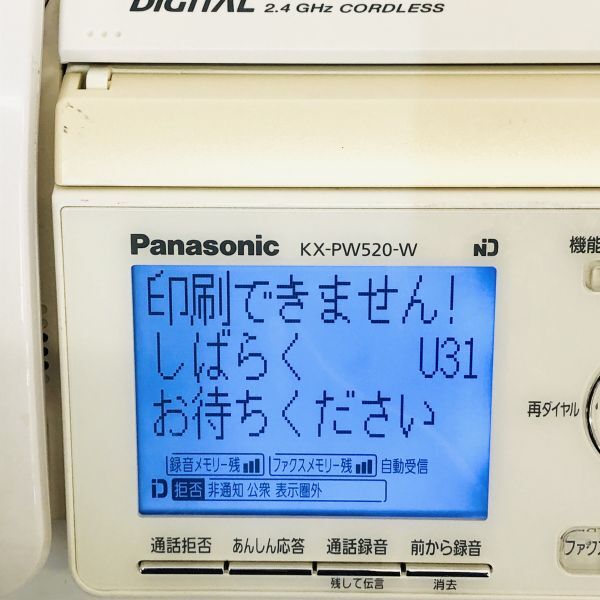 DIGITAL 2.4 GHz CORDLESS
Panasonic KX-PW520-W ND
機能
印刷できません!
しばらく U31
お待ちください
再ダイヤル
録音メモリー残 ファクスメモリー残 自動受信
ID 拒否 非通知 公衆 表示圏外
通話拒否 あんしん応答 通話録音 前から録音
残して伝言 消去
ファクス